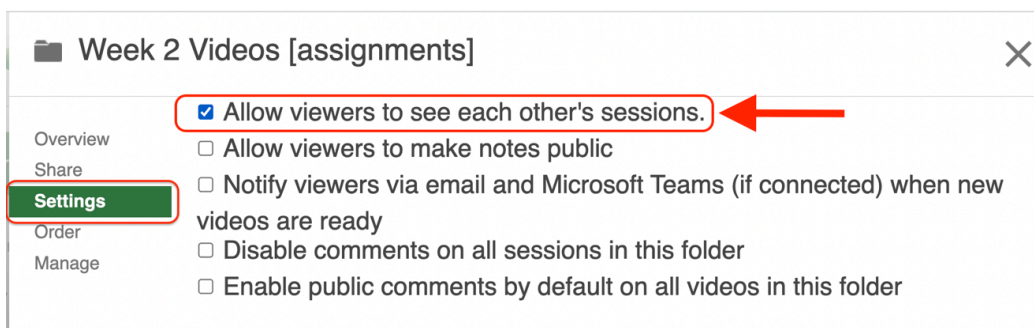 Week 2 Videos [assignments]
Overview
Share
Settings
Order
Manage
Allow viewers to see each other's sessions.
Allow viewers to make notes public
Notify viewers via email and Microsoft Teams (if connected) when new
videos are ready
Disable comments on all sessions in this folder
Enable public comments by default on all videos in this folder